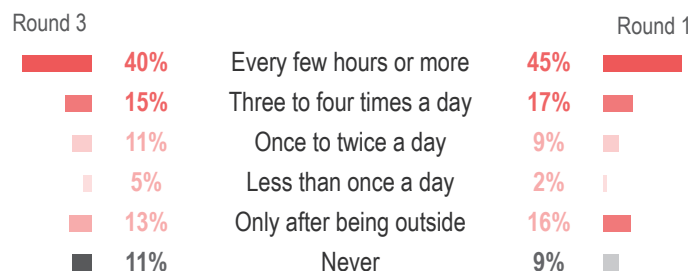 Round 3 Round 1
40% Every few hours or more 45%
15% Three to four times a day 17%
11% Once to twice a day 9%
5% Less than once a day 2%
13% Only after being outside 16%
11% Never 9%